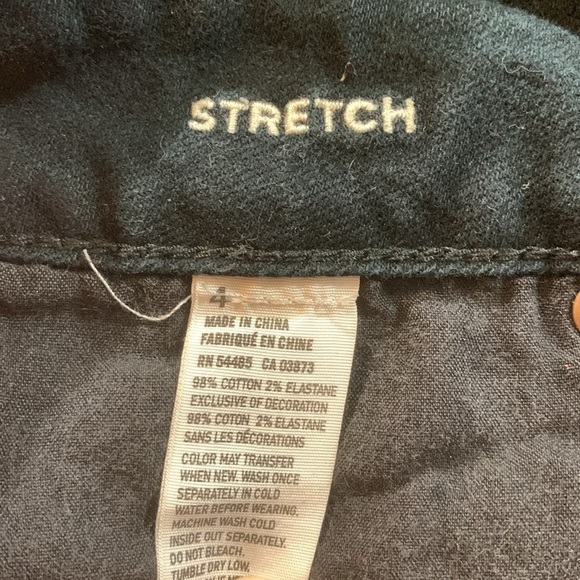 STRETCH
4
MADE IN CHINA
FABRIQUÉ EN CHINE
RN 54485 CA 03873
98% COTTON 2% ELASTANE
EXCLUSIVE OF DECORATION
98% COTON 2% ELASTANE
SANS LES DÉCORATIONS
COLOR MAY TRANSFER
WHEN NEW. WASH ONCE
SEPARATELY IN COLD
WATER BEFORE WEARING.
MACHINE WASH COLD
INSIDE OUT SEPARATELY.
DO NOT BLEACH.
TUMBLE DRY LOW.